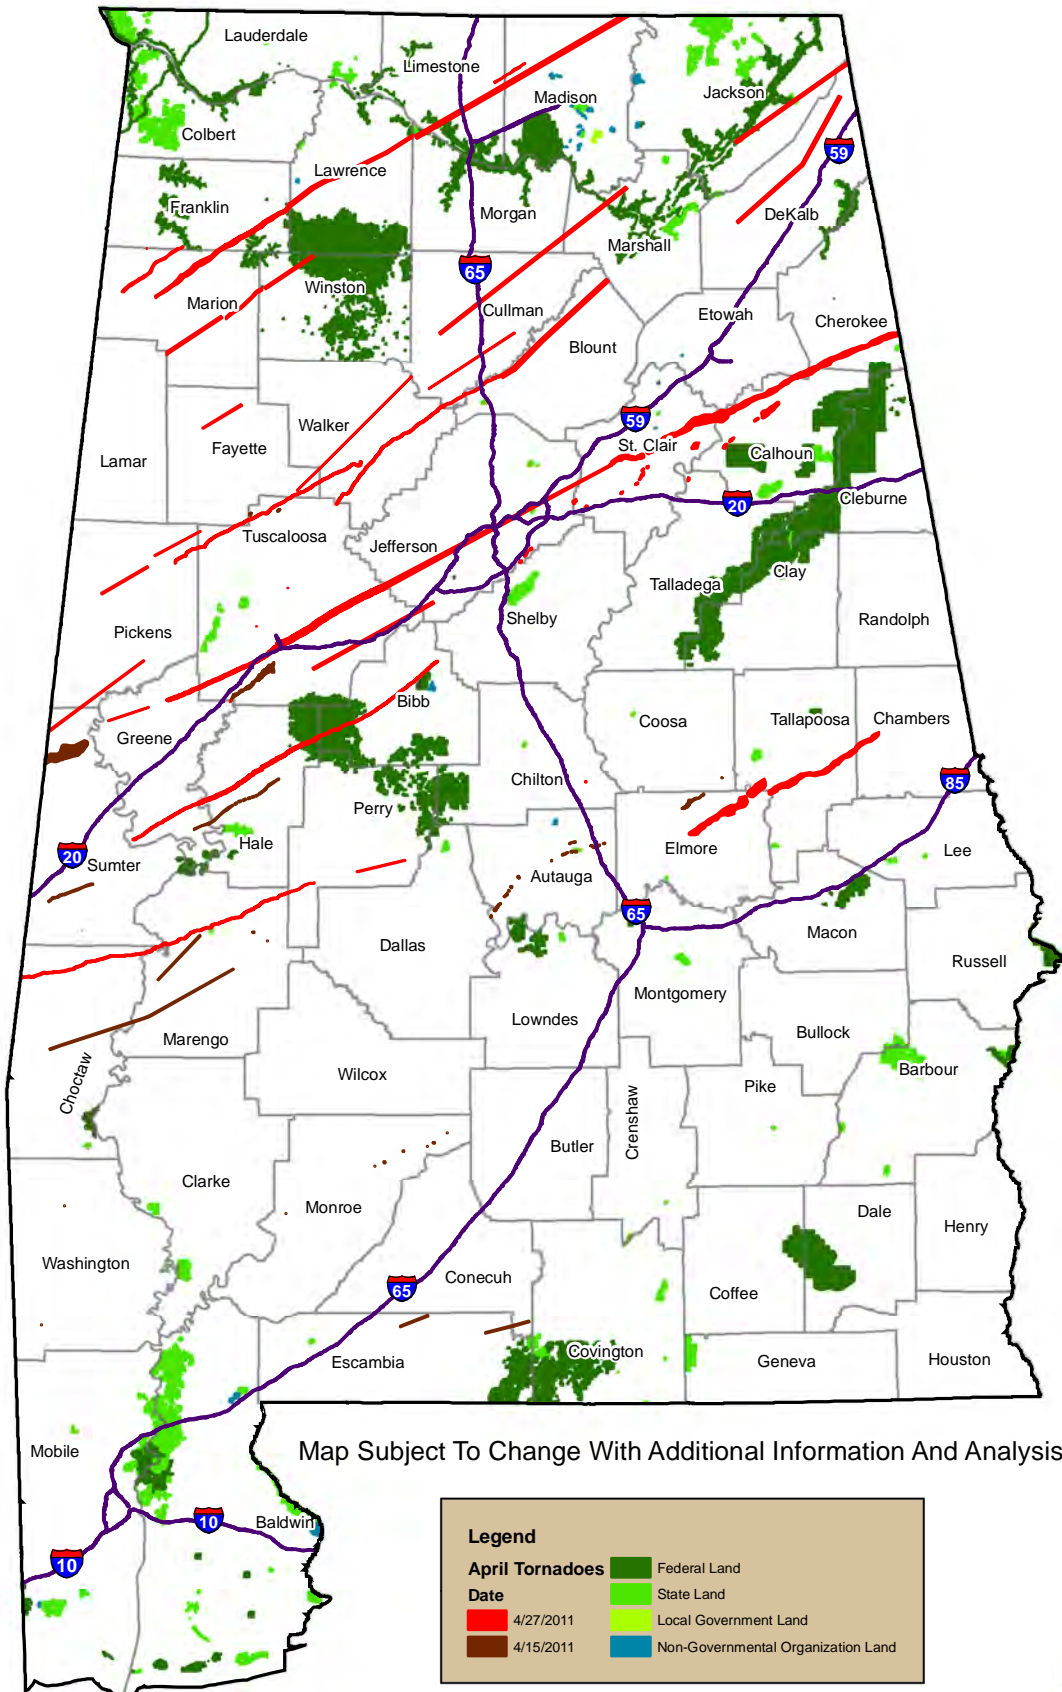 Lauderdale
Limestone
Madison
Jackson
Colbert
Lawrence
59
Franklin
Morgan
DeKalb
Marshall
65
Winston
Marion
Cullman
Etowah
Cherokee
Blount
59
Walker
St. Clair
Fayette
Calhoun
Lamar
20
Cleburne
Tuscaloosa
Jefferson
Clay
Talladega
Shelby
Randolph
Pickens
Bibb
Coosa
Tallapoosa
Chambers
Greene
Chilton
85
Perry
Hale
Elmore
Lee
20
Sumter
Autauga
65
Macon
Dallas
Russell
Montgomery
Lowndes
Bullock
Marengo
Barbour
Wilcox
Choctaw
Pike
Crenshaw
Butler
Clarke
Monroe
Dale
Henry
Washington
Conecuh
65
Coffee
Covington
Escambia
Geneva
Houston
Mobile
Map Subject To Change With Additional Information And Analysis
10
Baldwin
10
Legend
April Tornadoes
Date
4/27/2011
4/15/2011
Federal Land
State Land
Local Government Land
Non-Governmental Organization Land